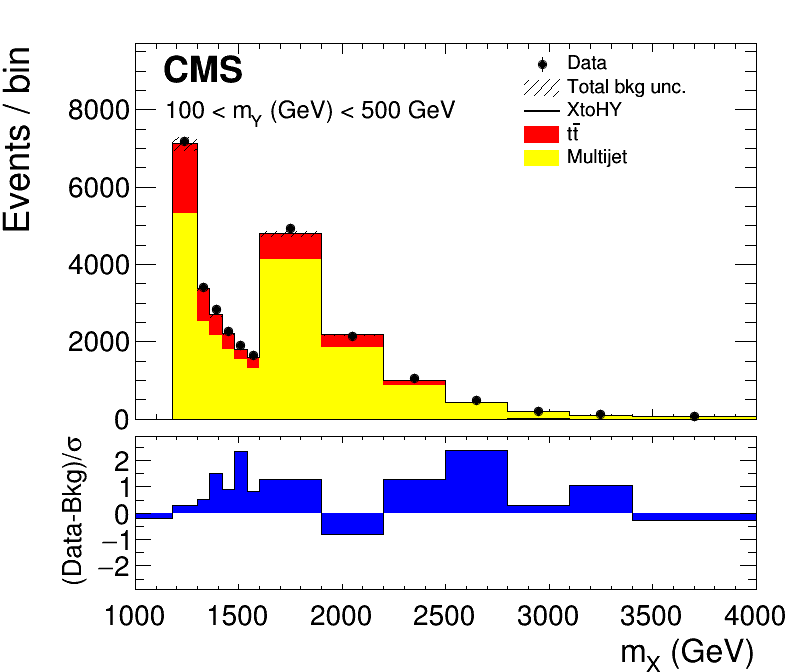 Events / bin
CMS
100 < mY (GeV) < 500 GeV
Data
Total bkg unc.
XtoHY
tt̄
Multijet
8000
6000
4000
2000
0
(Data-Bkg)/σ
2
1
0
−1
−2
1000 1500 2000 2500 3000 3500 4000
mX (GeV)